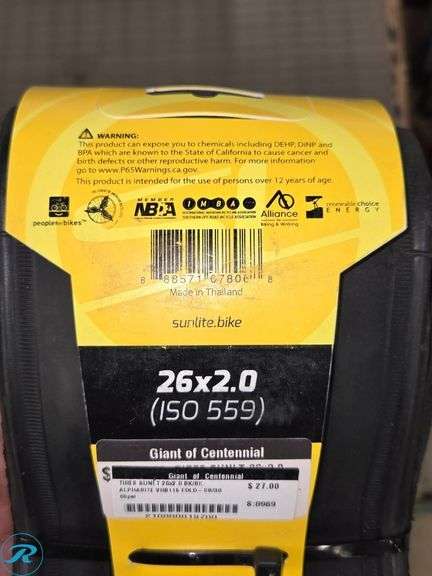 WARNING:
This product can expose you to chemicals including DEHP, DiNP and
BPA which are known to the State of California to cause cancer and
birth defects or other reproductive harm. For more information
go to www.P65Warnings.ca.gov.
This product is intended for the use of persons over 12 years of age.
peopleforbikes™
MEMBER
NBDA
IMBA
Alliance
for
Biking & Walking
renewable choice
ENERGY
Made in Thailand
sunlite.bike
26x2.0
(ISO 559)
Giant of Centennial
Giant of Centennial
$ 27.00
R